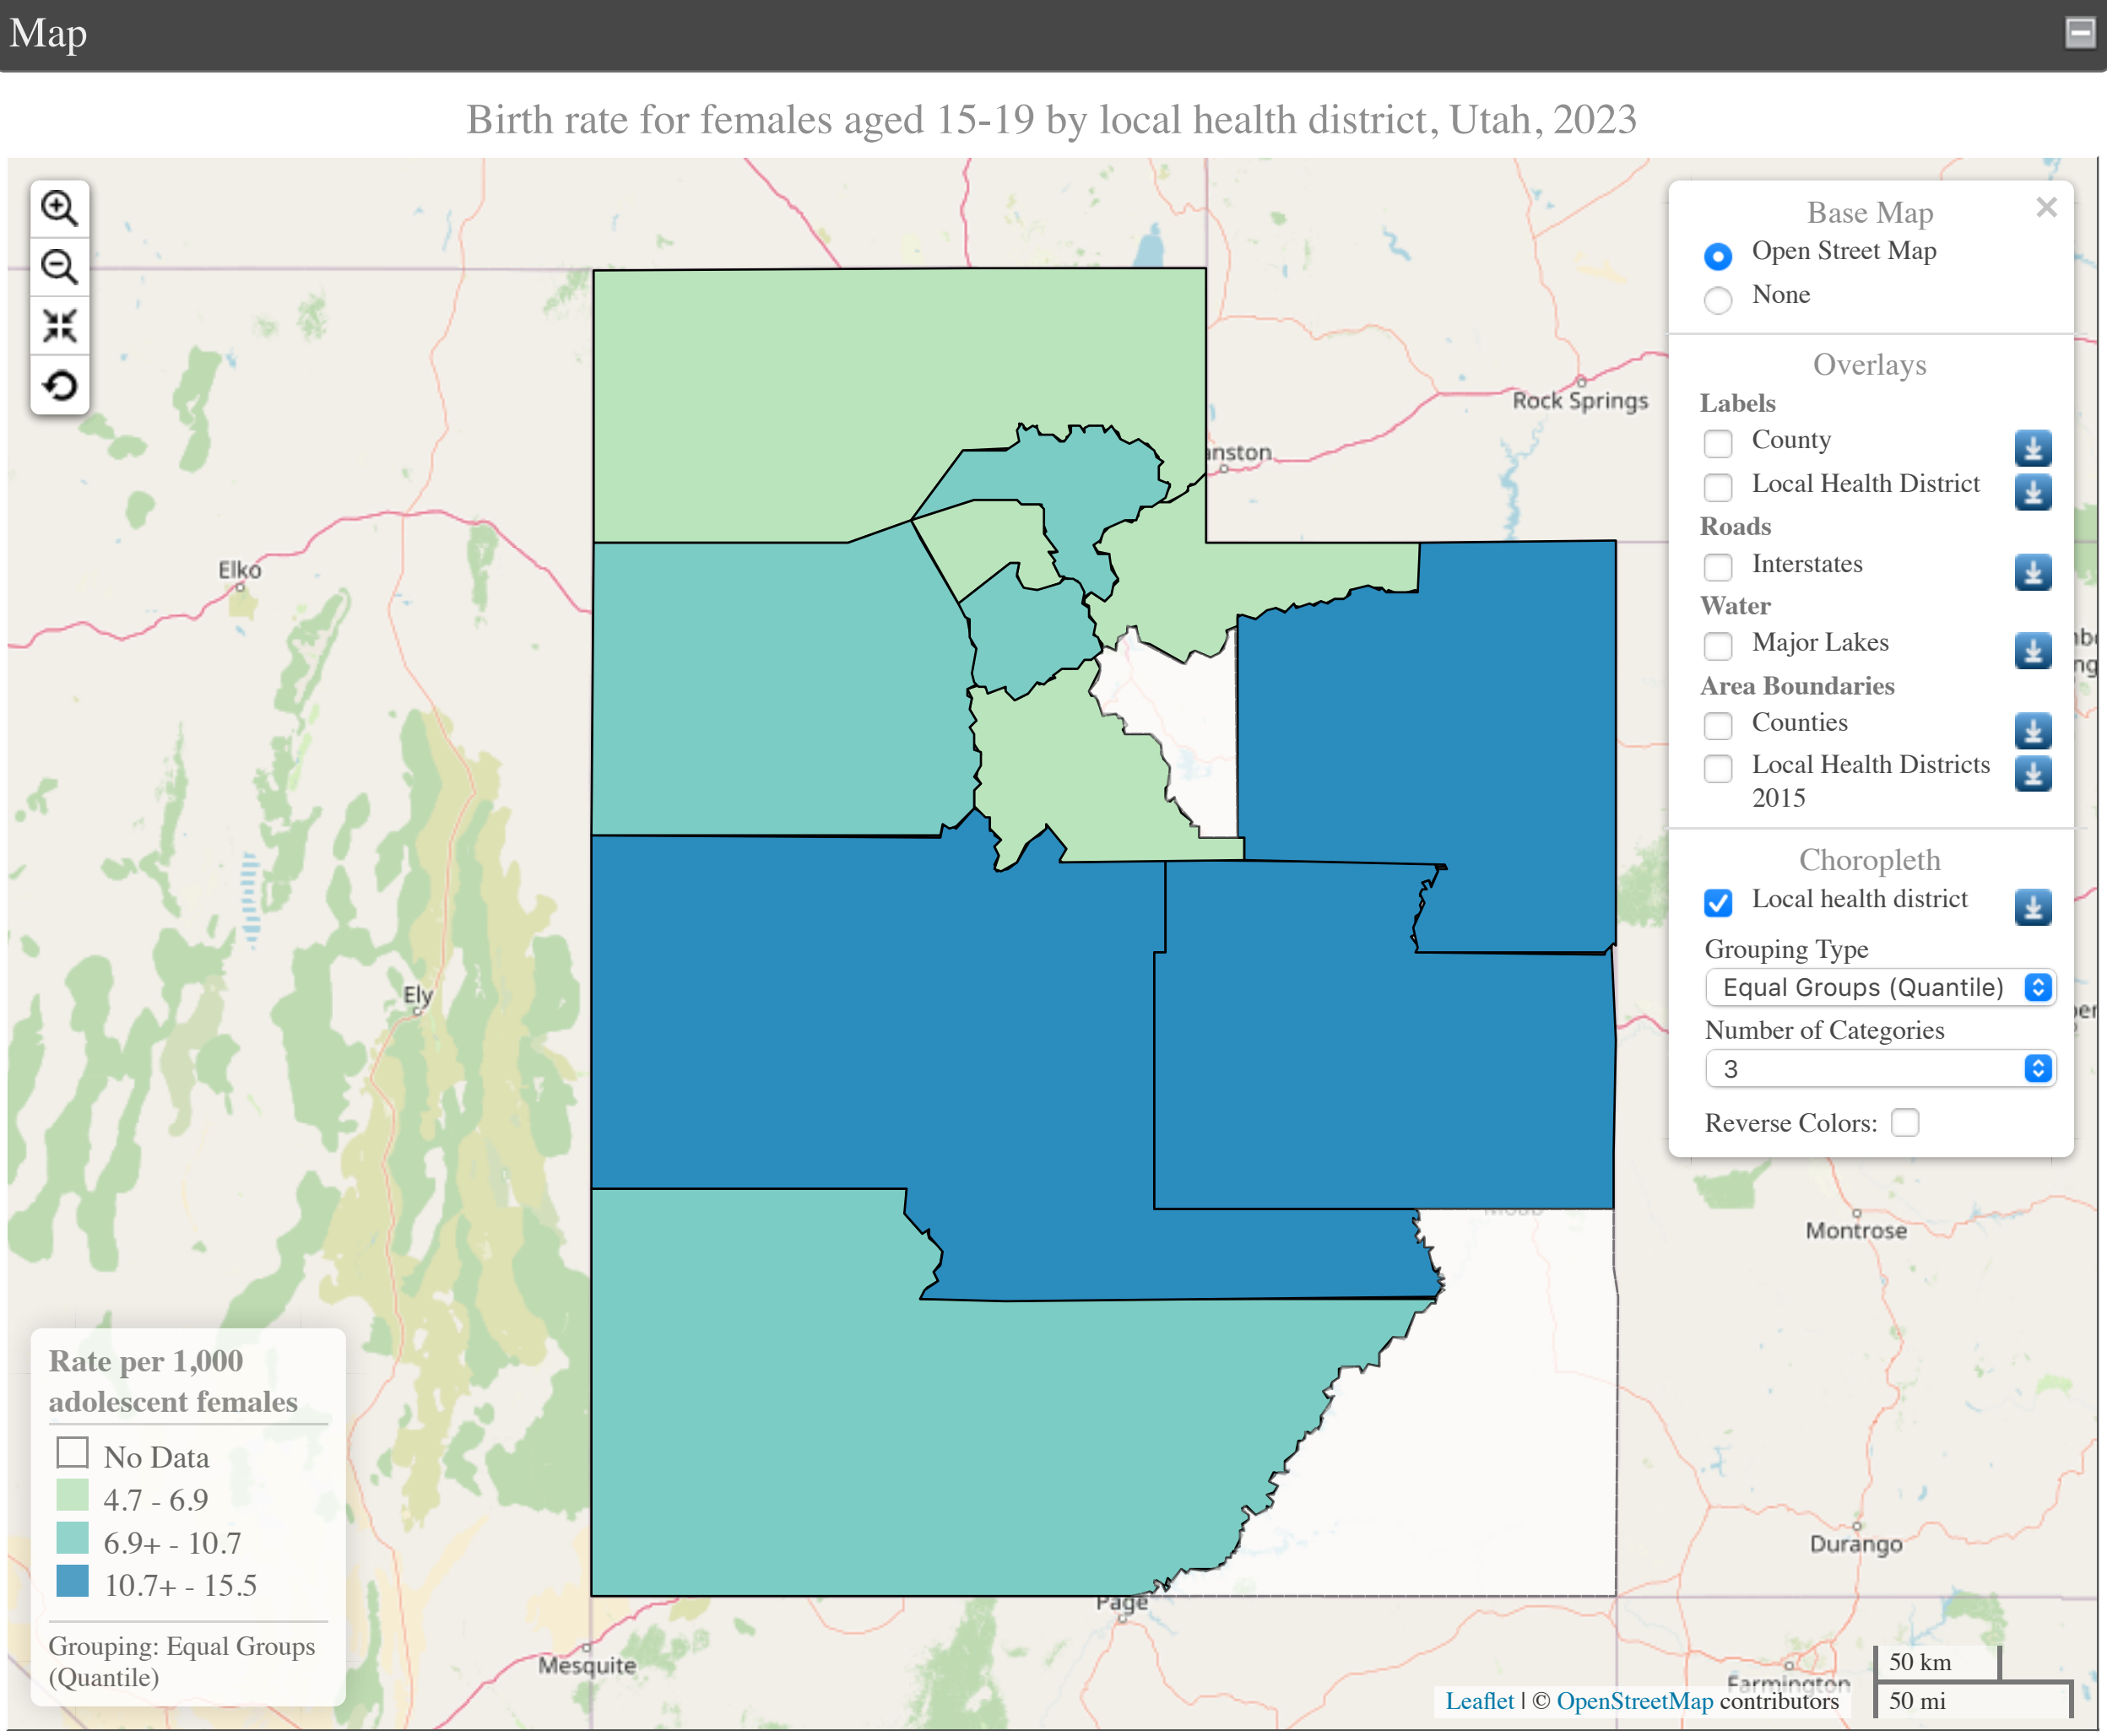 Map
Birth rate for females aged 15-19 by local health district, Utah, 2023
Base Map
Open Street Map
None
Overlays
Labels
County
Local Health District
Roads
Interstates
Water
Major Lakes
Area Boundaries
Counties
Local Health Districts
2015
Choropleth
Local health district
Grouping Type
Equal Groups (Quantile)
Number of Categories
3
Reverse Colors:
Rock Springs
anston
Elko
Ely
Moab
Montrose
Durango
Page
Mesquite
Farmington
Rate per 1,000
adolescent females
No Data
4.7 - 6.9
6.9+ - 10.7
10.7+ - 15.5
Grouping: Equal Groups
(Quantile)
50 km
50 mi
Leaflet | © OpenStreetMap contributors